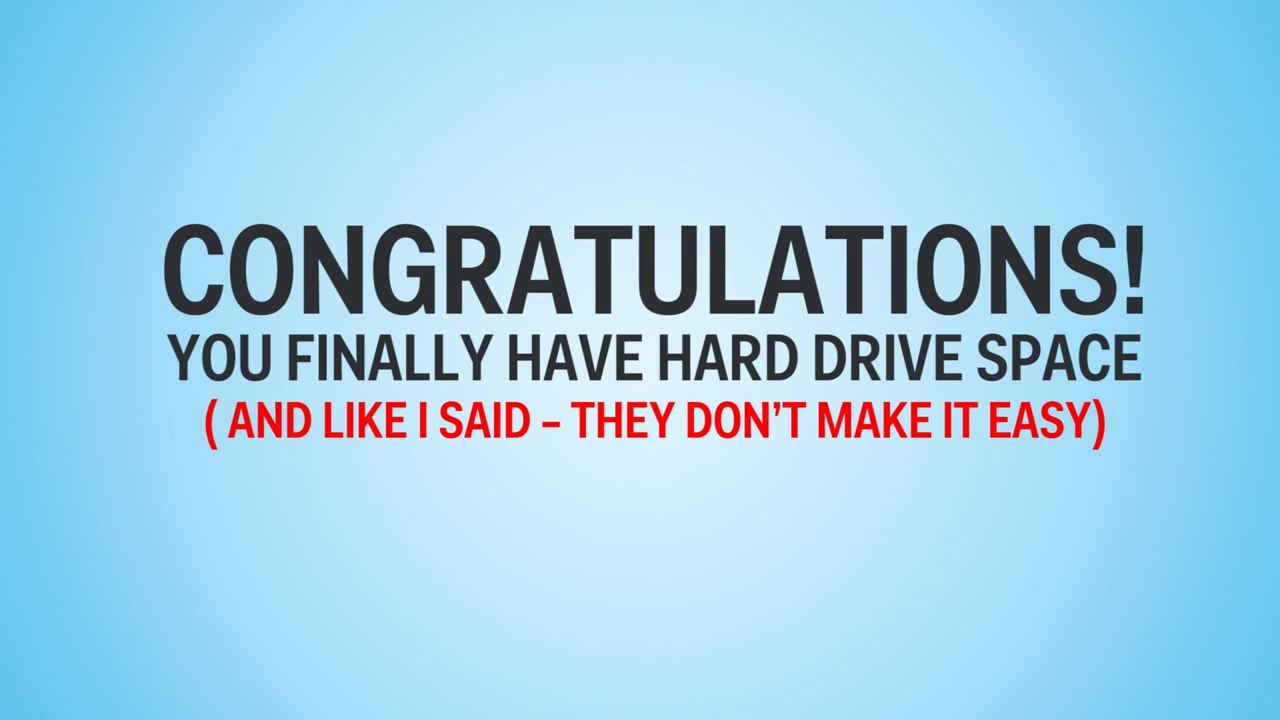 CONGRATULATIONS!
YOU FINALLY HAVE HARD DRIVE SPACE
( AND LIKE I SAID – THEY DON’T MAKE IT EASY)